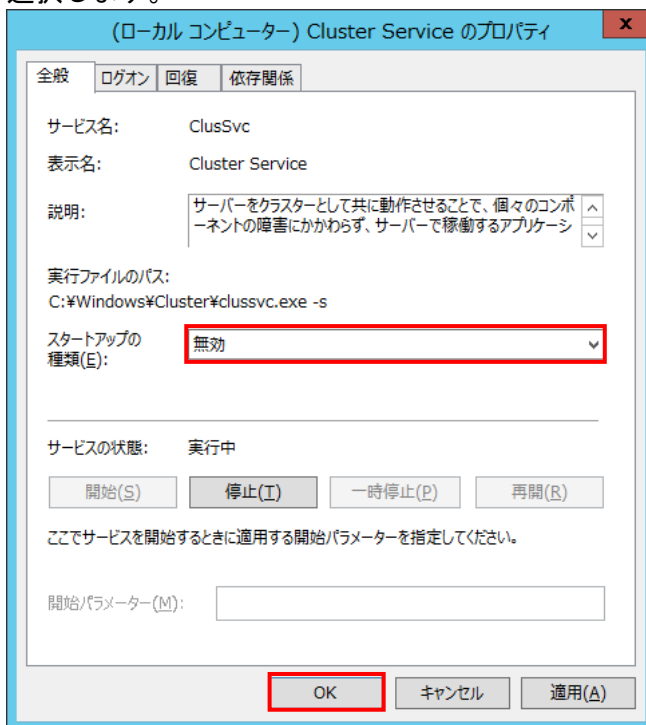 選択します。
(ローカル コンピューター) Cluster Service のプロパティ
x
全般 ログオン 回復 依存関係
サービス名: ClusSvc
表示名: Cluster Service
説明: サーバーをクラスターとして共に動作させることで、個々のコンポ
ーネントの障害にかかわらず、サーバーで稼働するアプリケーシ
実行ファイルのパス:
C:¥Windows¥Cluster¥clussvc.exe -s
スタートアップの
種類(E): 無効
サービスの状態: 実行中
開始(S) 停止(T) 一時停止(P) 再開(R)
ここでサービスを開始するときに適用する開始パラメーターを指定してください。
開始パラメーター(M):
OK キャンセル 適用(A)